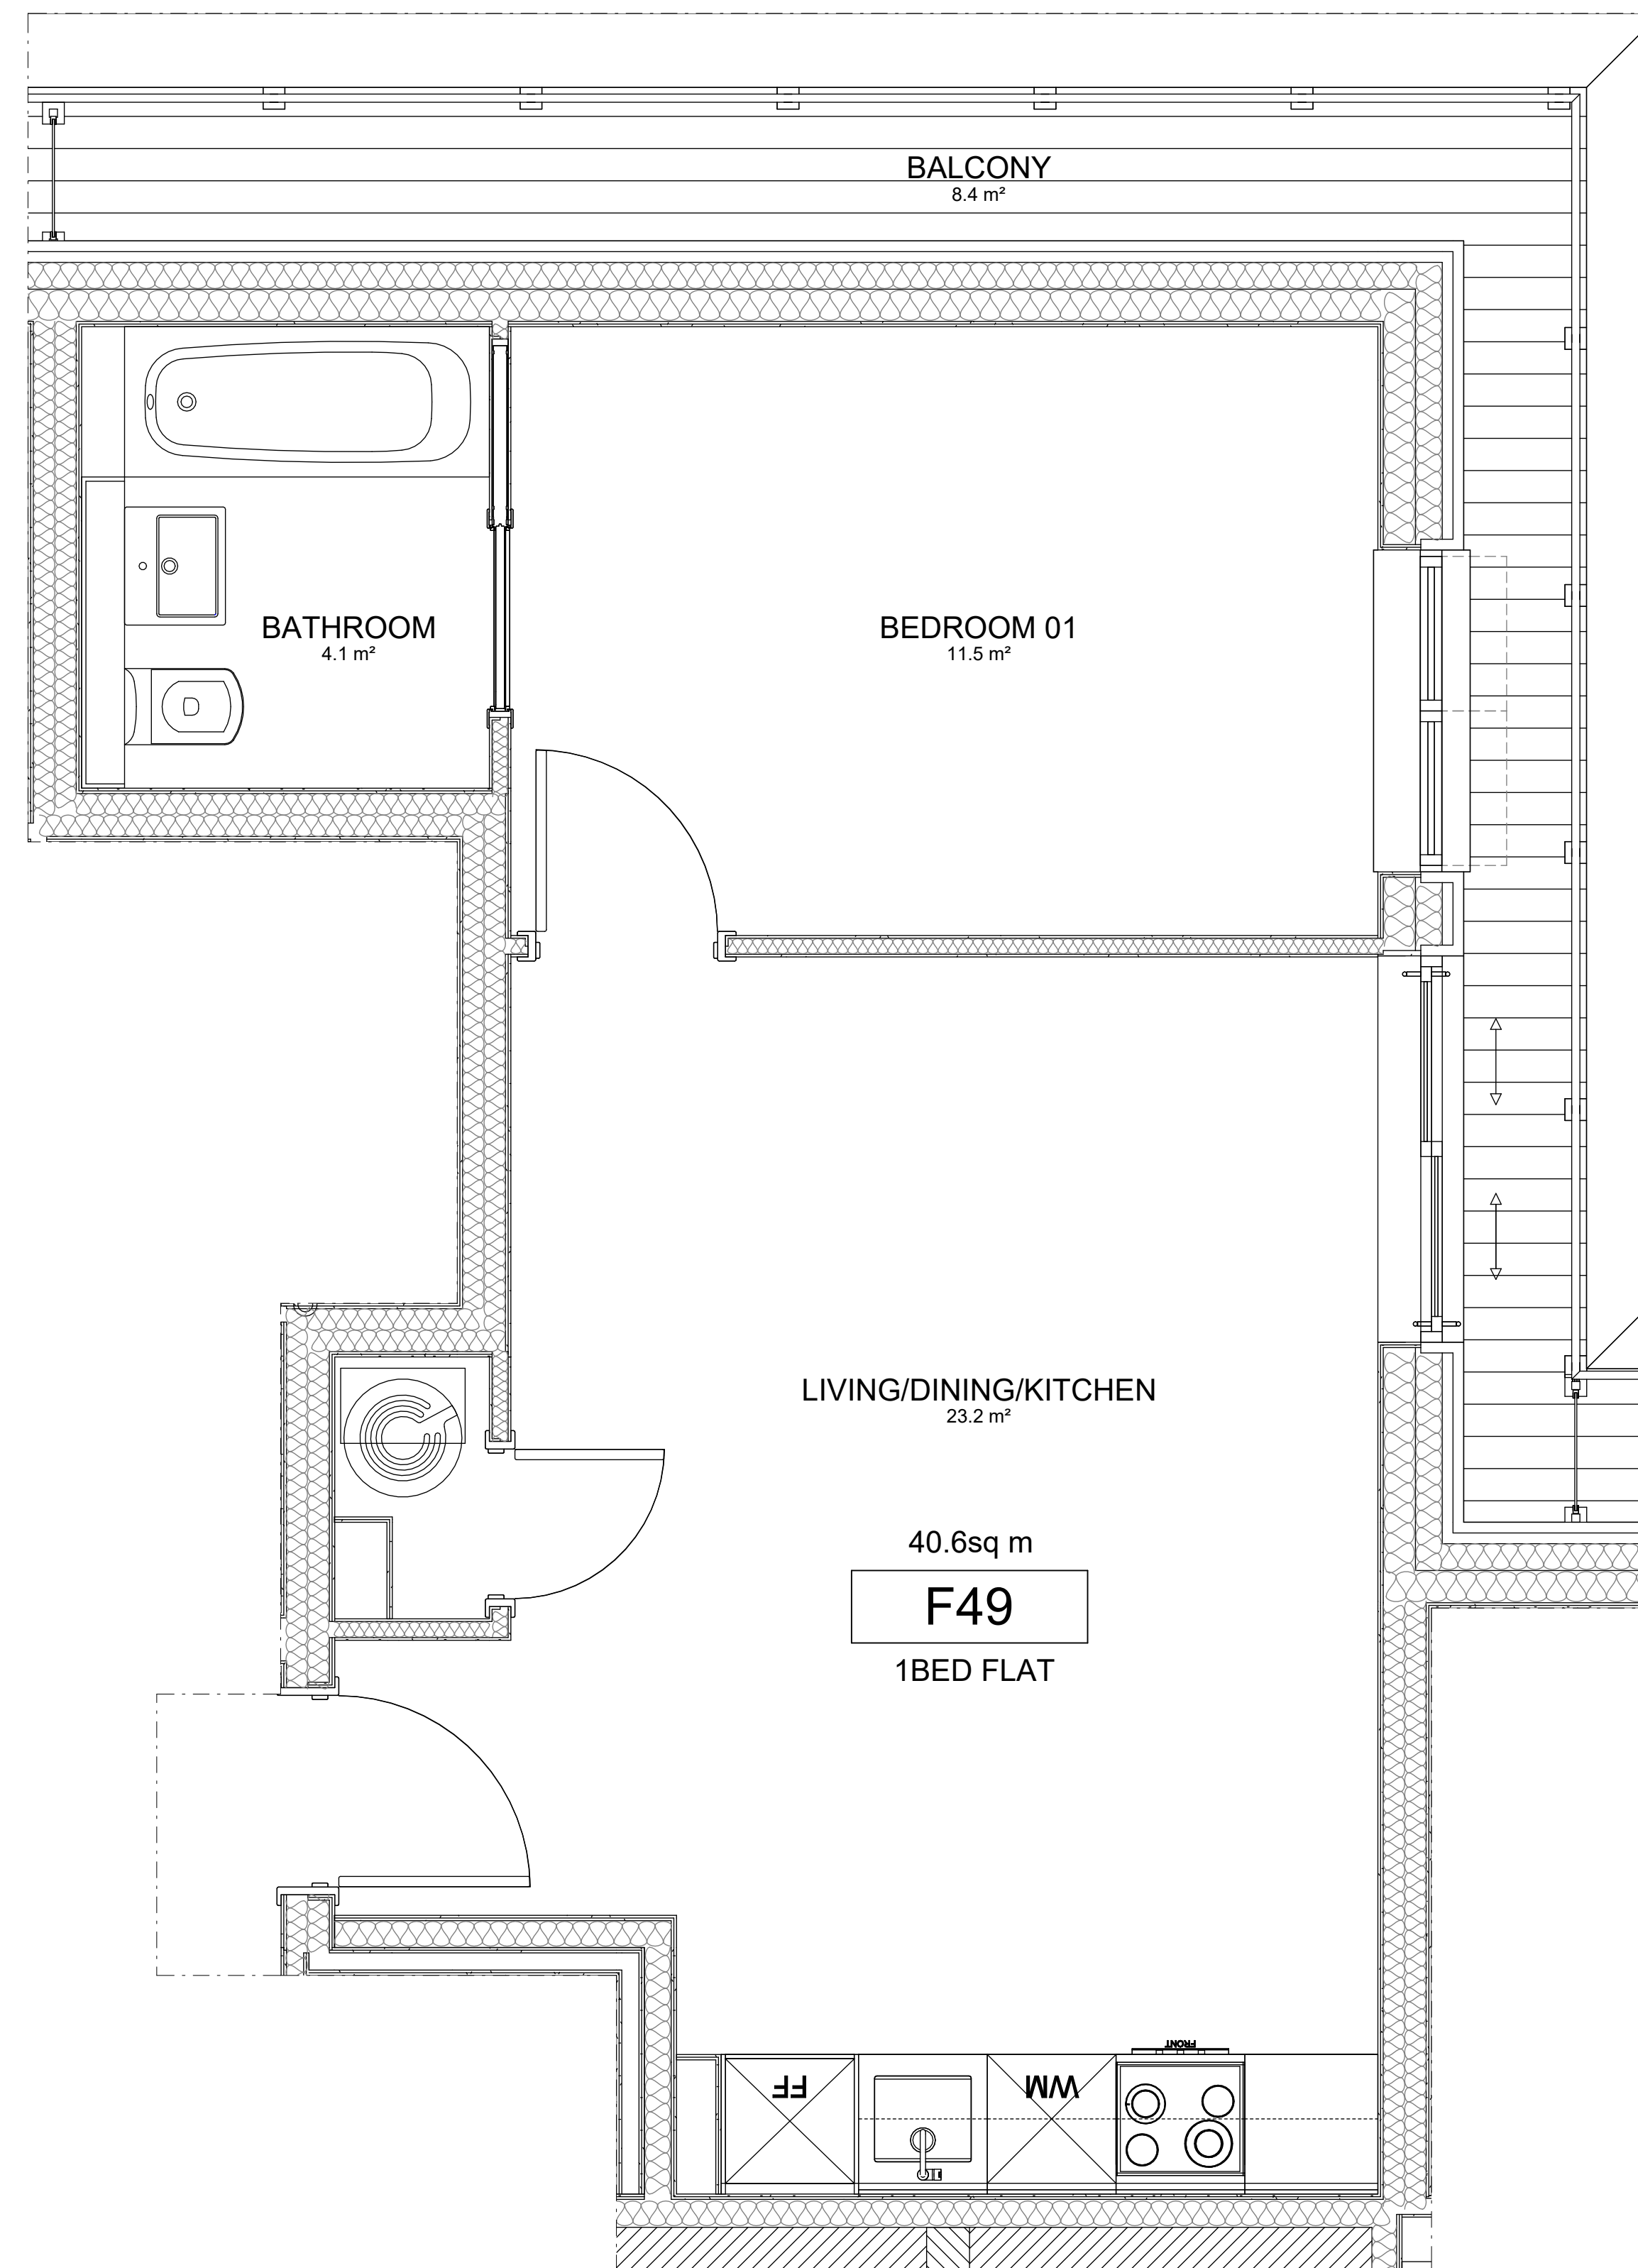 BALCONY
8.4 m²
BATHROOM
4.1 m²
BEDROOM 01
11.5 m²
LIVING/DINING/KITCHEN
23.2 m²
40.6sq m
F49
1BED FLAT
FRONT
FF
WM